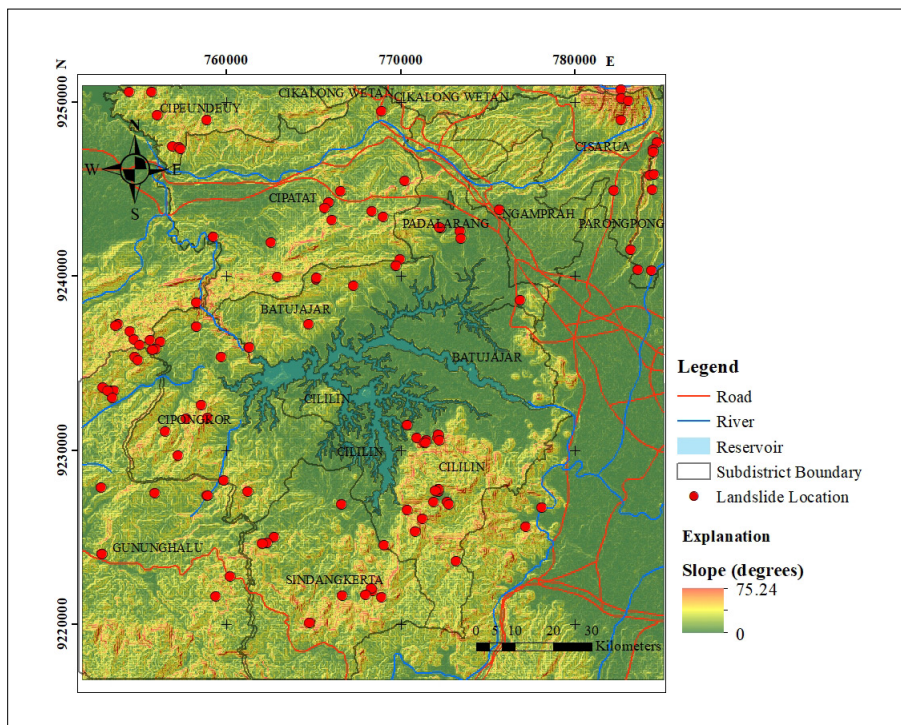 760000 770000 780000 E
N
9250000
9240000
9230000
9220000
CIKALONG WETAN
CIKALONG WETAN
CIPEUNDEUY
N
W E
S
CISARUA
CIPATAT
NGAMPRAH
PADALARANG
PARONGPONG
BATUJAJAR
BATUJAJAR
CILILIN
CIPONGKOR
CILILIN
CILILIN
GUNUNGHALU
SINDANGKERTA
0 5 10 20 30
Kilometers
Legend
Road
River
Reservoir
Subdistrict Boundary
Landslide Location
Explanation
Slope (degrees)
75.24
0